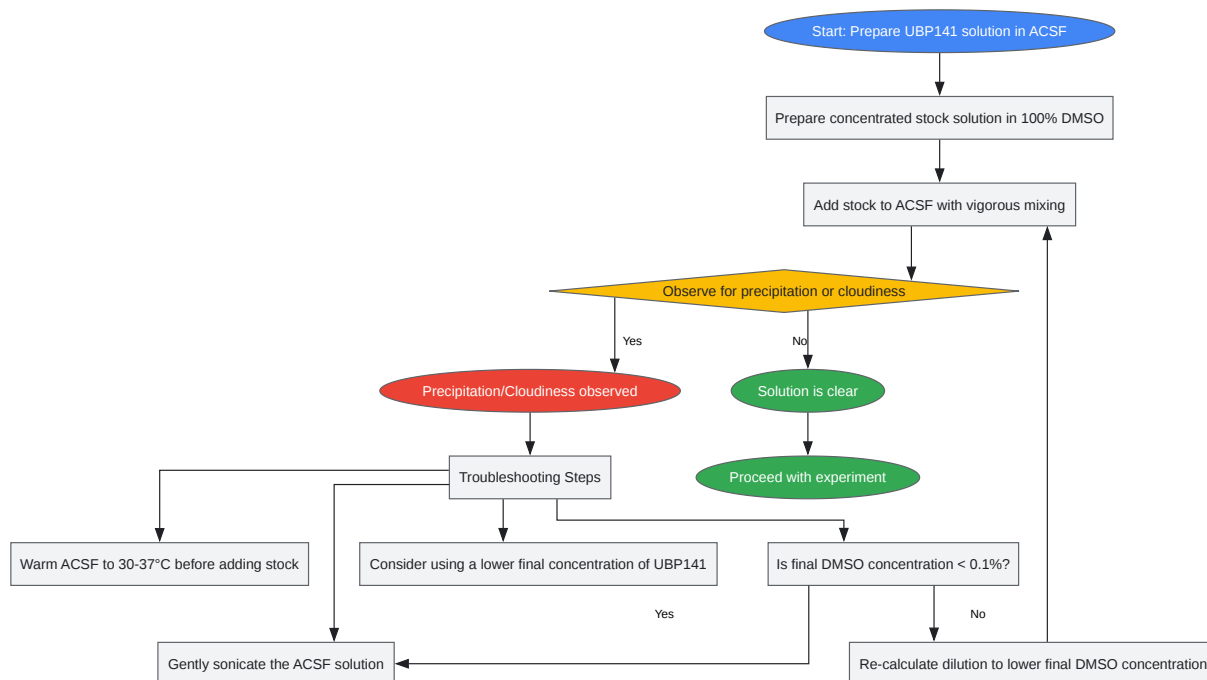 Start: Prepare UBP141 solution in ACSF
Prepare concentrated stock solution in 100% DMSO
Add stock to ACSF with vigorous mixing
Observe for precipitation or cloudiness
Yes
No
Precipitation/Cloudiness observed
Solution is clear
Troubleshooting Steps
Proceed with experiment
Warm ACSF to 30-37°C before adding stock
Consider using a lower final concentration of UBP141
Is final DMSO concentration < 0.1%?
Yes
No
Gently sonicate the ACSF solution
Re-calculate dilution to lower final DMSO concentration